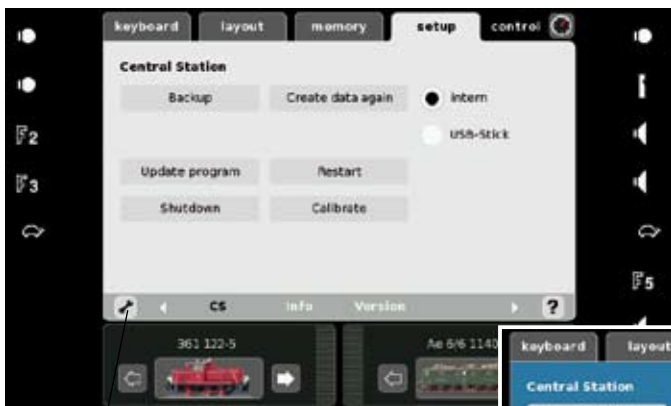 keyboard layout memory setup control
Central Station
Backup Create data again intern
USB-Stick
Update program Restart
Shutdown Calibrate
CS Info Version ?
F2
F3
F5
361 122-5 Ae 6/6 1140
keyboard layout
Central Station